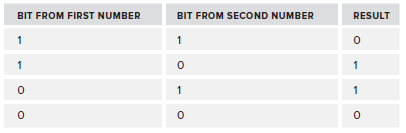 BIT FROM FIRST NUMBER BIT FROM SECOND NUMBER RESULT
1 1 0
1 0 1
0 1 1
0 0 0